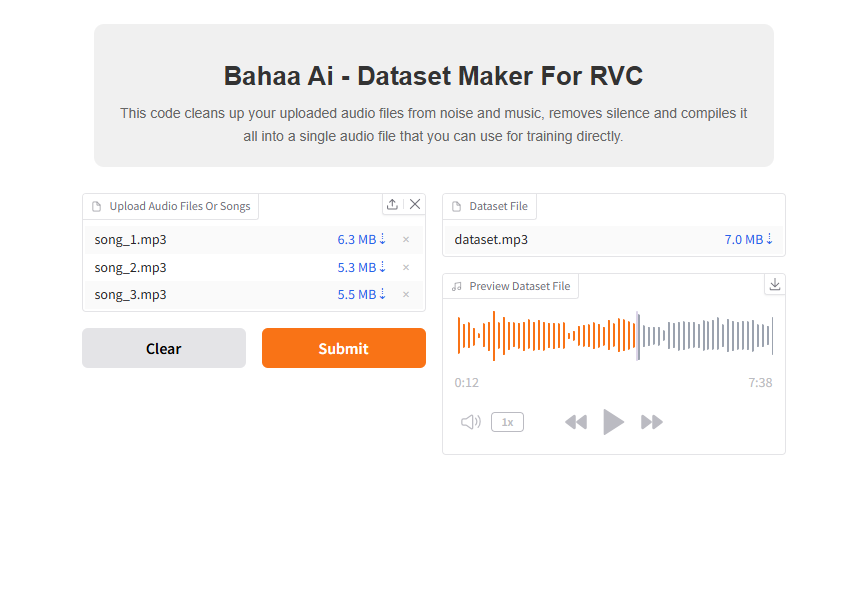 Bahaa Ai - Dataset Maker For RVC
This code cleans up your uploaded audio files from noise and music, removes silence and compiles it
all into a single audio file that you can use for training directly.
Upload Audio Files Or Songs
song_1.mp3 6.3 MB ⇣ ×
song_2.mp3 5.3 MB ⇣ ×
song_3.mp3 5.5 MB ⇣ ×
Clear Submit
Dataset File
dataset.mp3 7.0 MB ⇣
Preview Dataset File
0:12 7:38
1x